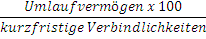 Umlaufvermögen x 100
kurzfristige Verbindlichkeiten